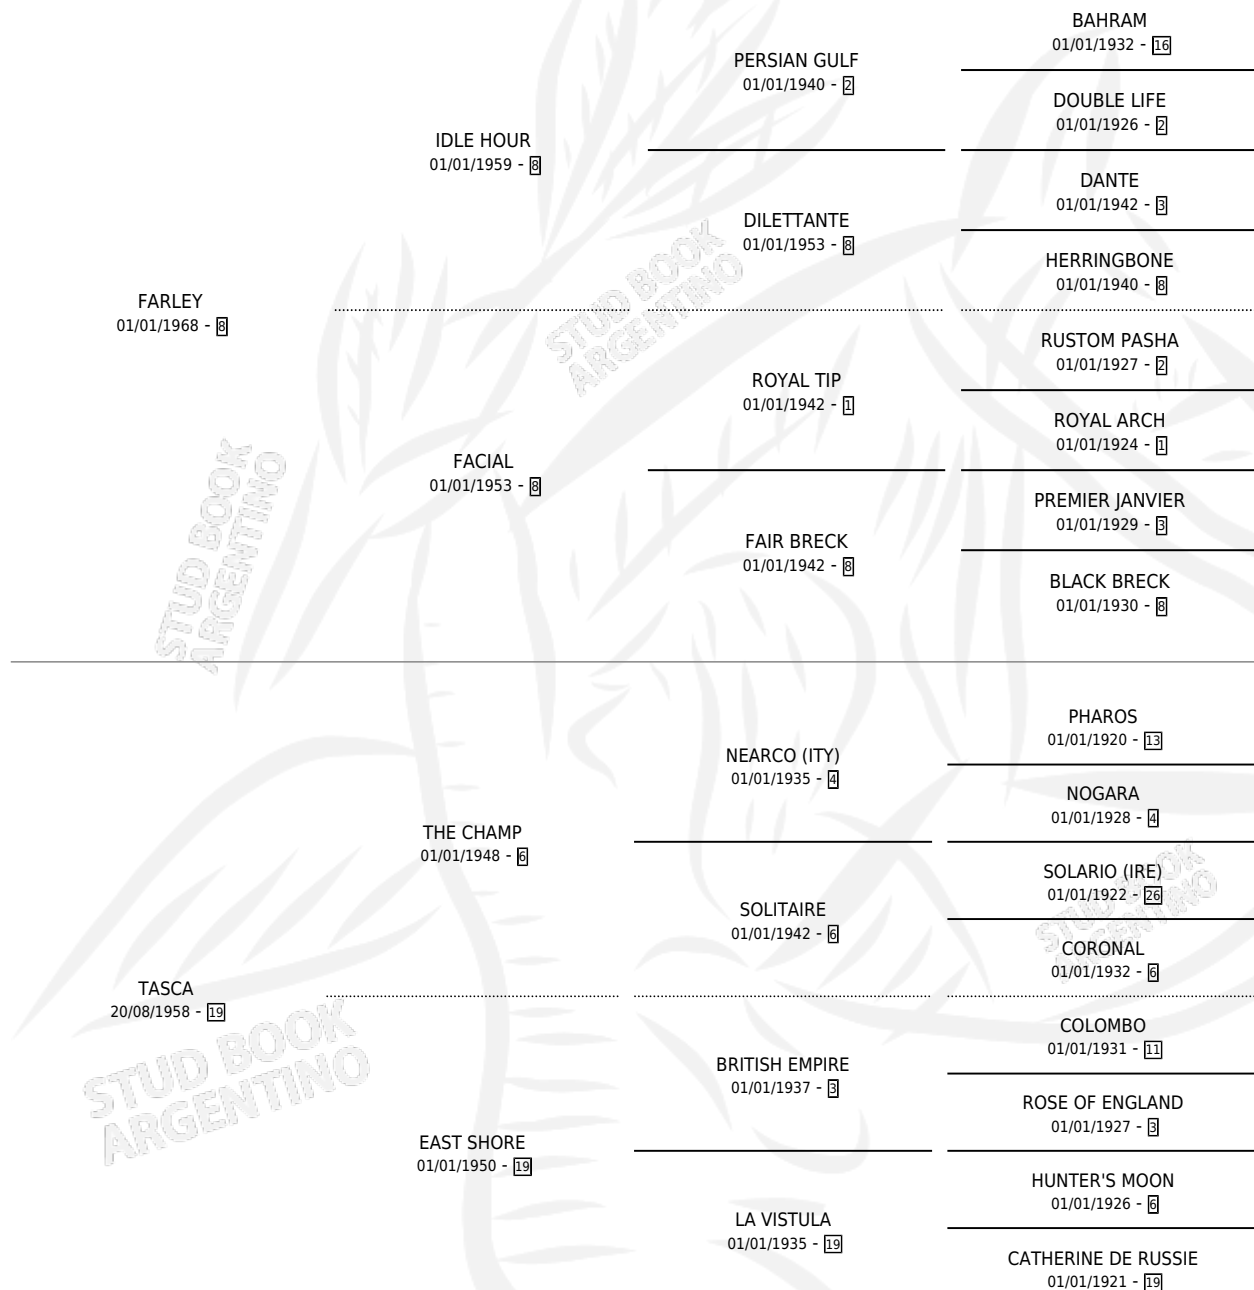 BAHRAM
01/01/1932 - 16
PERSIAN GULF
01/01/1940 - 2
DOUBLE LIFE
01/01/1926 - 2
IDLE HOUR
01/01/1959 - 8
DANTE
01/01/1942 - 3
DILETTANTE
01/01/1953 - 8
HERRINGBONE
01/01/1940 - 8
FARLEY
01/01/1968 - 8
RUSTOM PASHA
01/01/1927 - 2
ROYAL TIP
01/01/1942 - 1
ROYAL ARCH
01/01/1924 - 1
FACIAL
01/01/1953 - 8
PREMIER JANVIER
01/01/1929 - 3
FAIR BRECK
01/01/1942 - 8
BLACK BRECK
01/01/1930 - 8
STUD BOOK
ARGENTINO
STUD BOOK
ARGENTINO
PHAROS
01/01/1920 - 13
NEARCO (ITY)
01/01/1935 - 4
NOGARA
01/01/1928 - 4
THE CHAMP
01/01/1948 - 6
SOLARIO (IRE)
01/01/1922 - 26
SOLITAIRE
01/01/1942 - 6
CORONAL
01/01/1932 - 6
TASCA
20/08/1958 - 19
COLOMBO
01/01/1931 - 11
BRITISH EMPIRE
01/01/1937 - 3
ROSE OF ENGLAND
01/01/1927 - 3
EAST SHORE
01/01/1950 - 19
HUNTER'S MOON
01/01/1926 - 6
LA VISTULA
01/01/1935 - 19
CATHERINE DE RUSSIE
01/01/1921 - 19
STUD BOOK
ARGENTINO
STUD BOOK
ARGENTINO